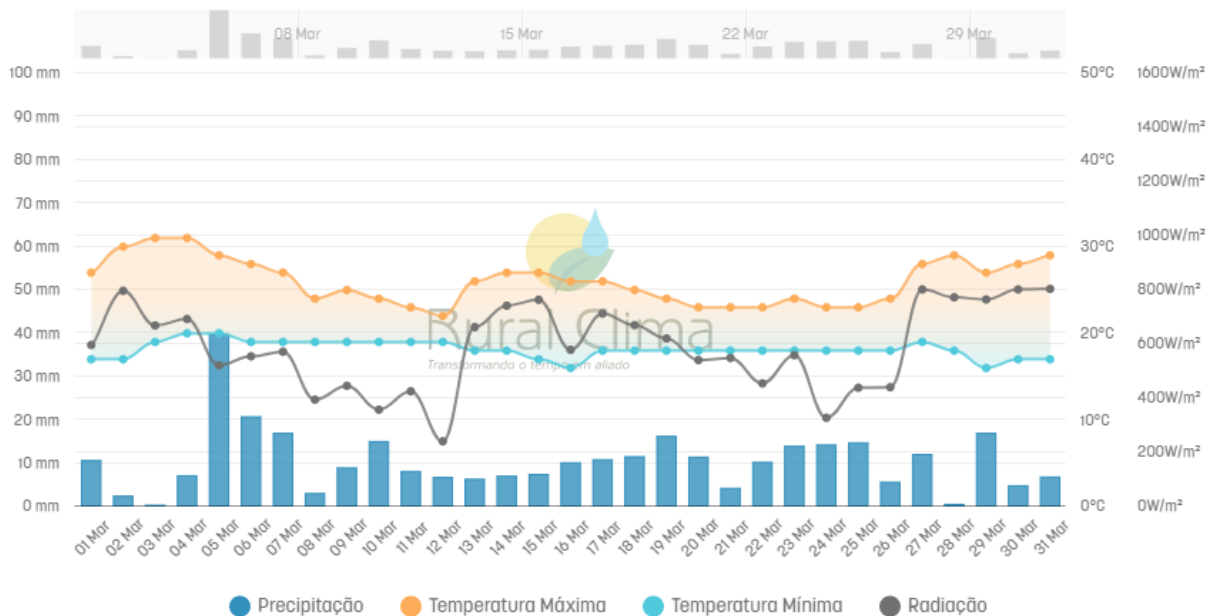 08 Mar 15 Mar 22 Mar 29 Mar
100 mm 50°C 1600W/m²
90 mm 1400W/m²
80 mm 40°C 1200W/m²
70 mm
60 mm 30°C 1000W/m²
50 mm 800W/m²
Rural Clima
Transformando o tempo em aliado
40 mm 20°C 600W/m²
30 mm 400W/m²
20 mm 10°C 200W/m²
10 mm
0 mm 0°C 0W/m²
01 Mar 02 Mar 03 Mar 04 Mar 05 Mar 06 Mar 07 Mar 08 Mar 09 Mar 10 Mar 11 Mar 12 Mar 13 Mar 14 Mar 15 Mar 16 Mar 17 Mar 18 Mar 19 Mar 20 Mar 21 Mar 22 Mar 23 Mar 24 Mar 25 Mar 26 Mar 27 Mar 28 Mar 29 Mar 30 Mar 31 Mar
Precipitação Temperatura Máxima Temperatura Mínima Radiação